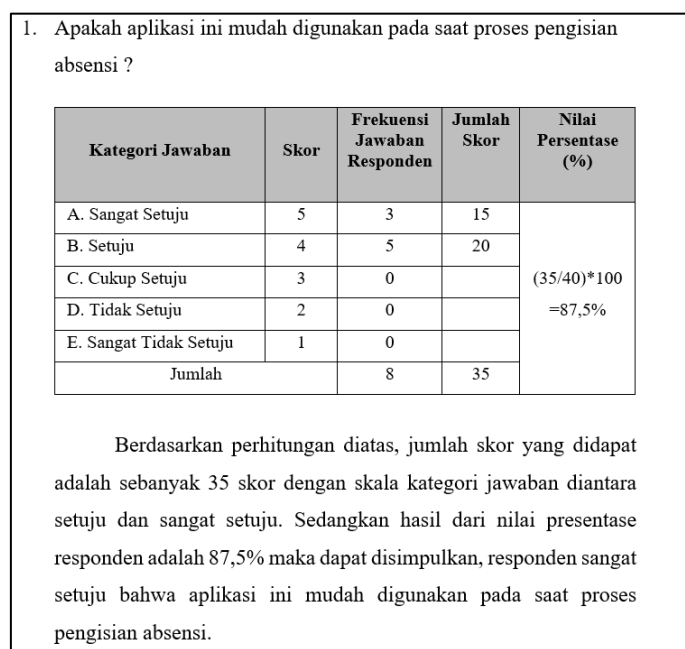 1. Apakah aplikasi ini mudah digunakan pada saat proses pengisian
absensi ?
Kategori Jawaban Skor Frekuensi Jawaban Responden Jumlah Skor Nilai Persentase (%)
A. Sangat Setuju 5 3 15
B. Setuju 4 5 20
C. Cukup Setuju 3 0 (35/40)*100
D. Tidak Setuju 2 0 =87,5%
E. Sangat Tidak Setuju 1 0
Jumlah 8 35
Berdasarkan perhitungan diatas, jumlah skor yang didapat
adalah sebanyak 35 skor dengan skala kategori jawaban diantara
setuju dan sangat setuju. Sedangkan hasil dari nilai presentase
responden adalah 87,5% maka dapat disimpulkan, responden sangat
setuju bahwa aplikasi ini mudah digunakan pada saat proses
pengisian absensi.